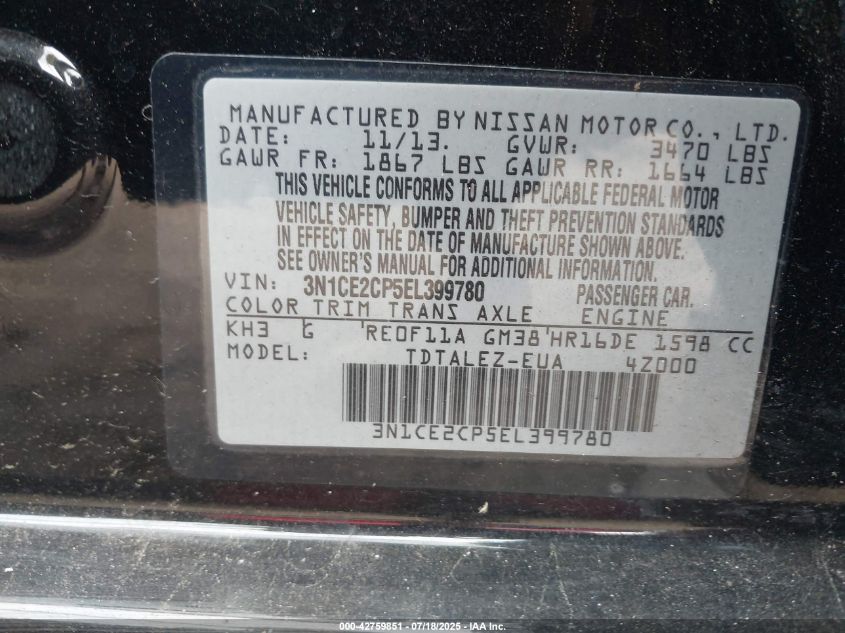 MANUFACTURED BY NISSAN MOTOR CO., LTD.
DATE: 11/13. GVWR: 3470 LBS
GAWR FR: 1867 LBS GAWR RR: 1664 LBS
THIS VEHICLE CONFORMS TO ALL APPLICABLE FEDERAL MOTOR
VEHICLE SAFETY, BUMPER AND THEFT PREVENTION STANDARDS
IN EFFECT ON THE DATE OF MANUFACTURE SHOWN ABOVE.
SEE OWNER'S MANUAL FOR ADDITIONAL INFORMATION.
VIN: 3N1CE2CP5EL399780 PASSENGER CAR.
COLOR TRIM TRANS AXLE ENGINE
KH3 G 'RE0F11A GM38'HR16DE 1598 CC
MODEL: TDTALEZ-EUA 4Z000
3N1CE2CP5EL399780
000-42759851 - 07/18/2025 - IAA Inc.